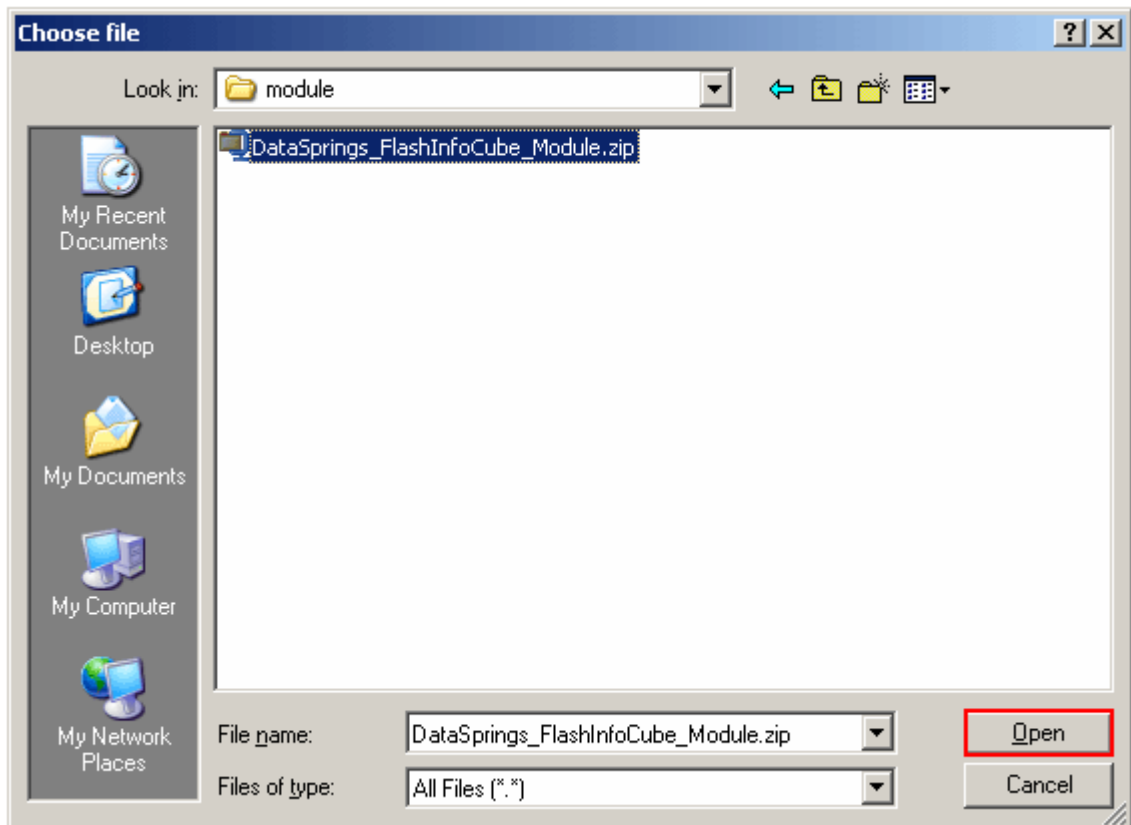 Choose file
Look in:
module
DataSprings_FlashInfoCube_Module.zip
My Recent
Documents
Desktop
My Documents
My Computer
My Network
Places
File name:
DataSprings_FlashInfoCube_Module.zip
Open
Files of type:
All Files (*.*)
Cancel